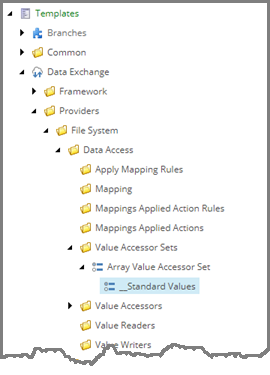 Templates
Branches
Common
Data Exchange
Framework
Providers
File System
Data Access
Apply Mapping Rules
Mapping
Mappings Applied Action Rules
Mappings Applied Actions
Value Accessor Sets
Array Value Accessor Set
__Standard Values
Value Accessors
Value Readers
Value Writers